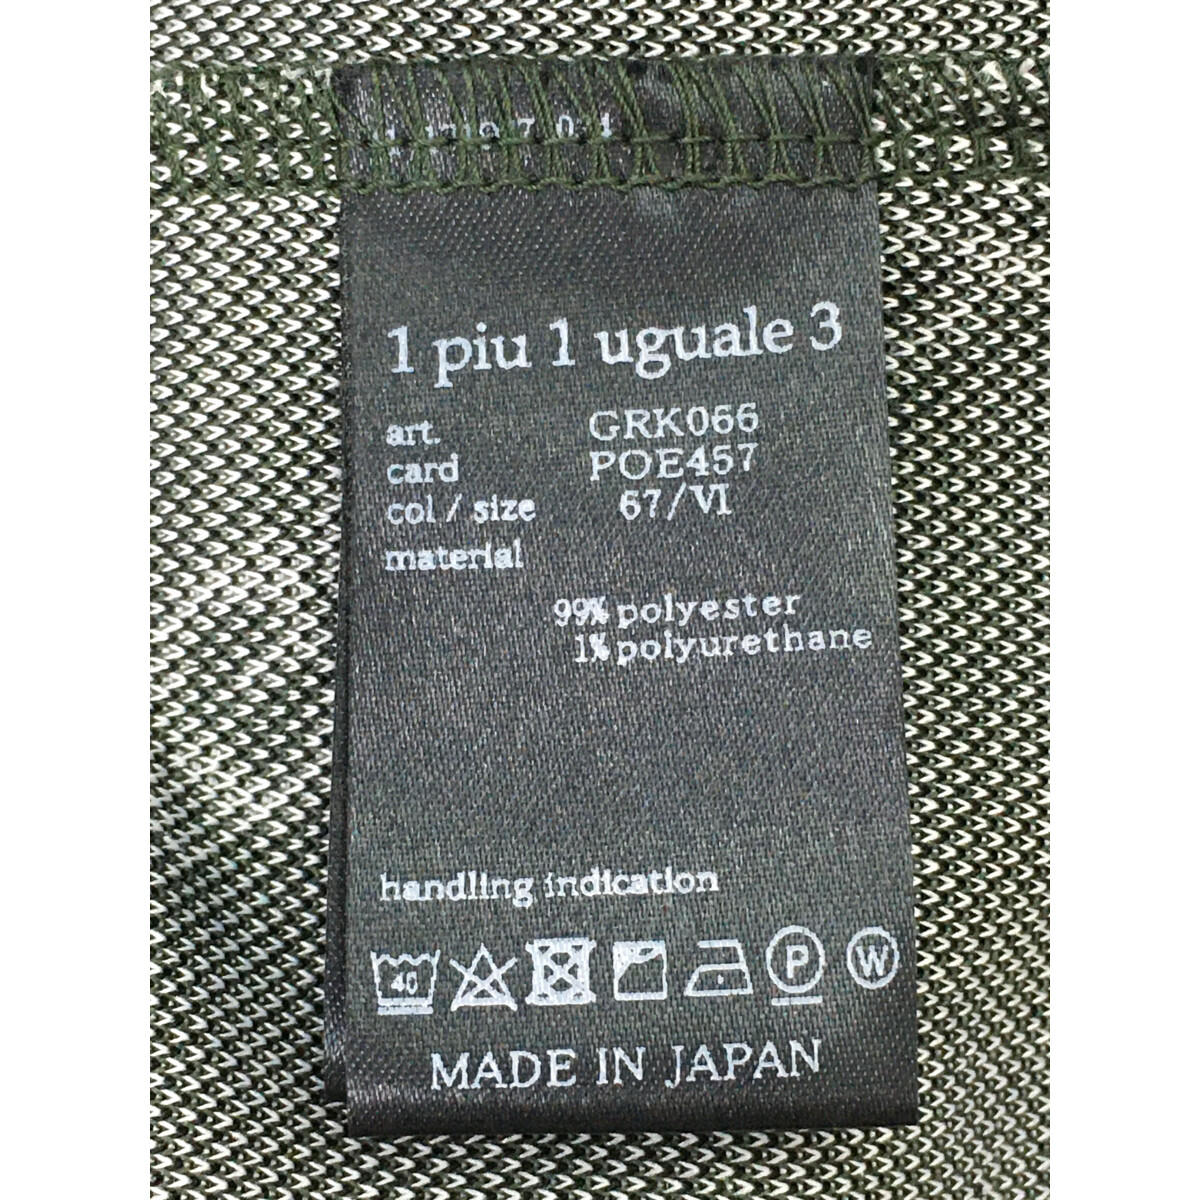 1 piu 1 uguale 3
art. GRK066
card POE457
col / size 67/VI
material
99% polyester
1% polyurethane
handling indication
40 P W
MADE IN JAPAN